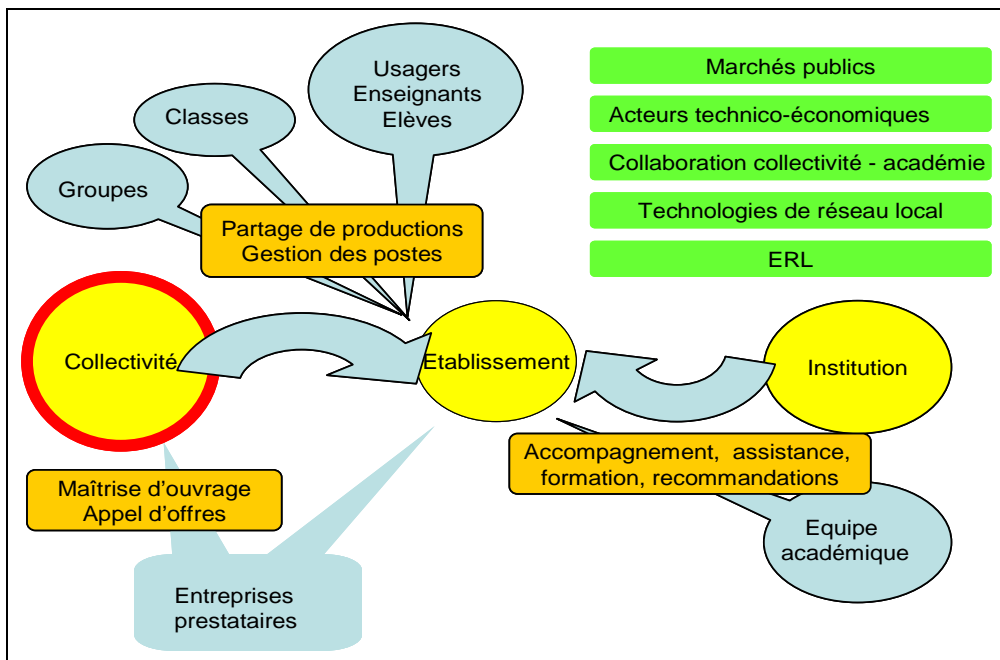 Usagers
Enseignants
Elèves
Classes
Groupes
Partage de productions
Gestion des postes
Marchés publics
Acteurs technico-économiques
Collaboration collectivité - académie
Technologies de réseau local
ERL
Collectivité
Etablissement
Institution
Maîtrise d'ouvrage
Appel d'offres
Accompagnement, assistance,
formation, recommandations
Equipe
académique
Entreprises
prestataires